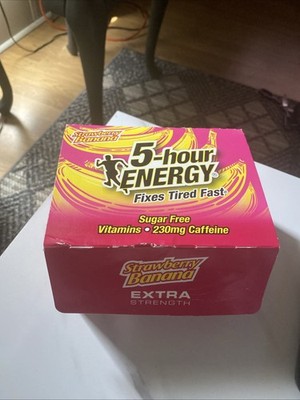 Strawberry
Banana
5-hour
ENERGY
Fixes Tired Fast
Sugar Free
Vitamins • 230mg Caffeine
Strawberry
Banana
EXTRA
STRENGTH